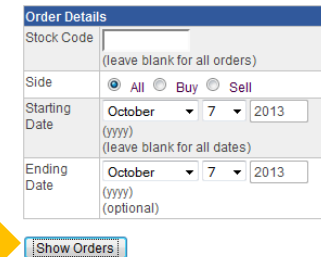 Order Details
Stock Code
(leave blank for all orders)
Side All Buy Sell
Starting Date October 7 2013
(yyyy)
(leave blank for all dates)
Ending Date October 7 2013
(yyyy)
(optional)
Show Orders